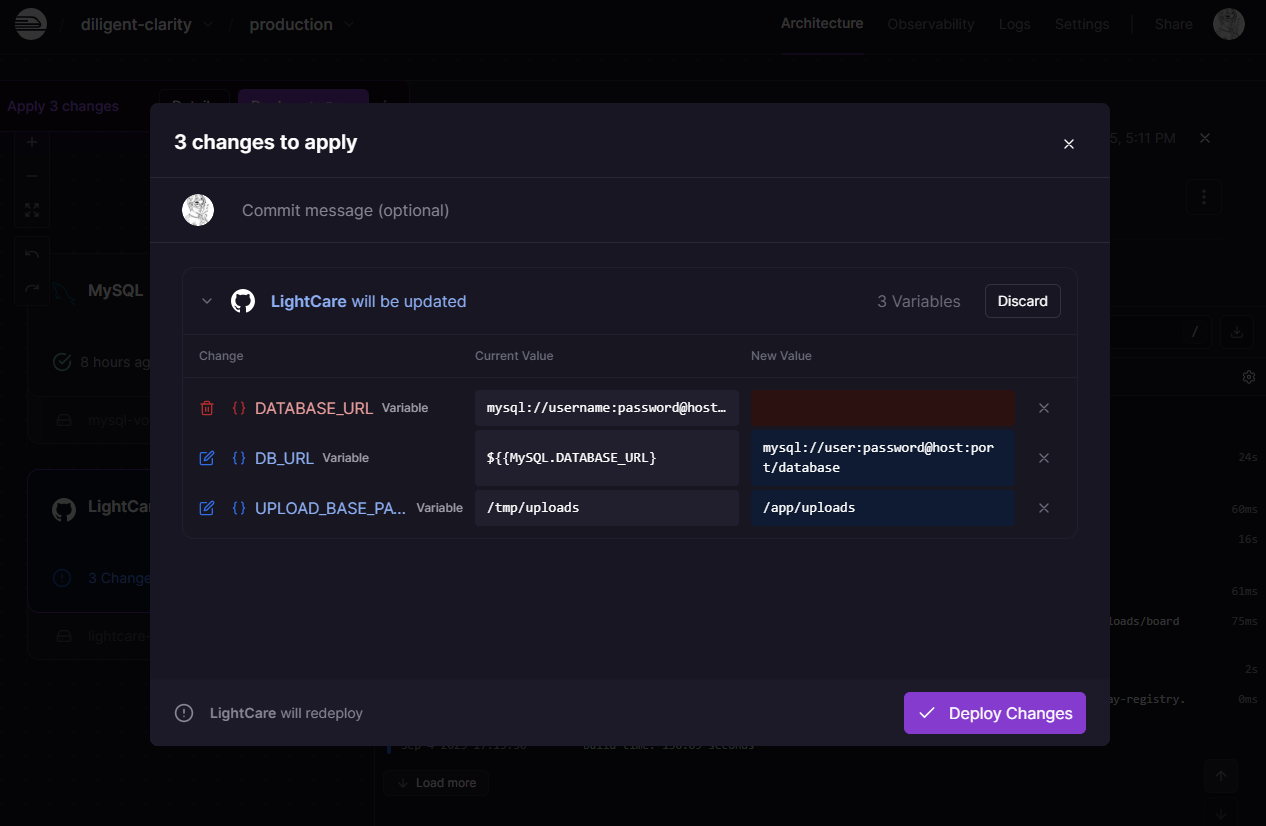 diligent-clarity
/
production
Architecture
Observability
Logs
Settings
Share
Apply 3 changes
5, 5:11 PM
3 changes to apply
Commit message (optional)
MySQL
8 hours ag
mysql-vo
LightCare will be updated
3 Variables
Discard
/
Change
Current Value
New Value
DATABASE_URL Variable
mysql://username:password@host…
DB_URL Variable
${{MySQL.DATABASE_URL}
mysql://user:password@host:por
t/database
UPLOAD_BASE_PA... Variable
/tmp/uploads
/app/uploads
24s
60ms
16s
LightCa
3 Change
61ms
loads/board
75ms
lightcare-
2s
ay-registry.
0ms
LightCare will redeploy
Deploy Changes
Load more